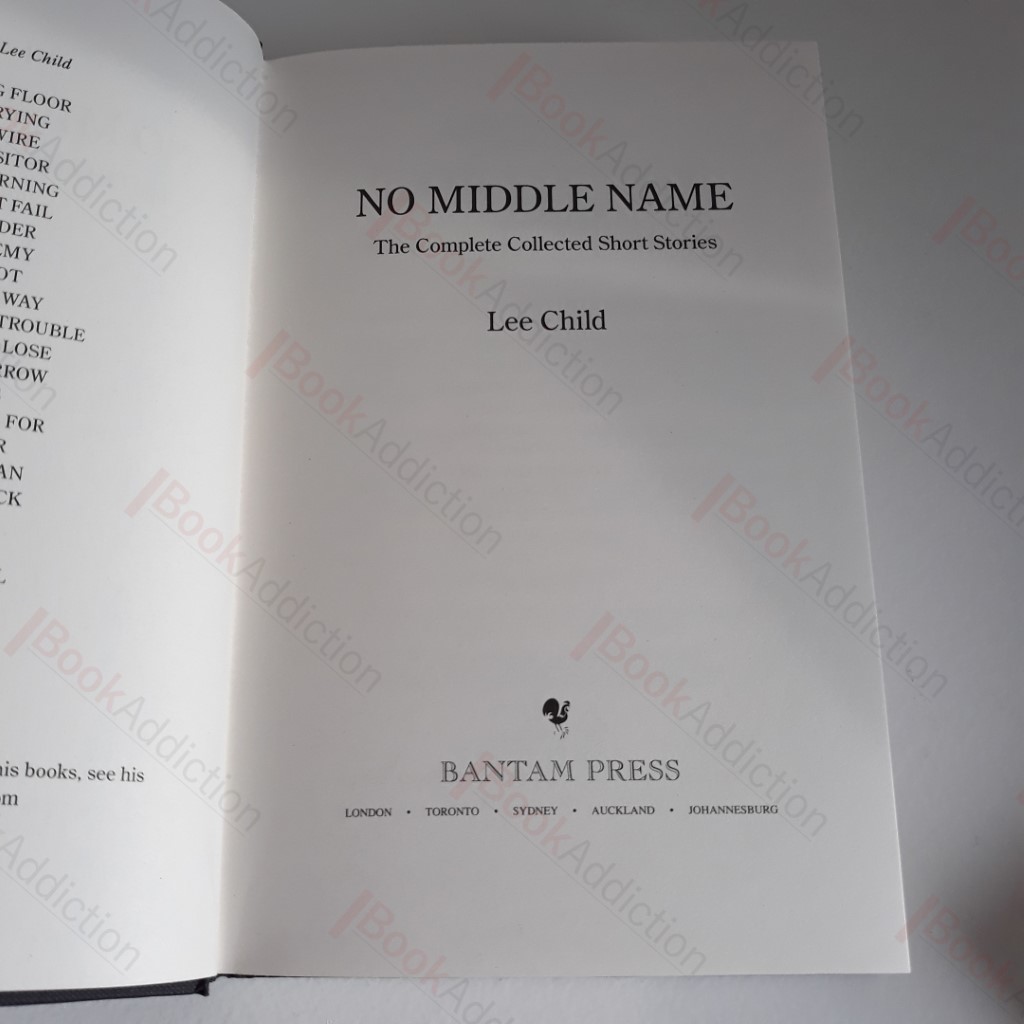 Lee Child
G FLOOR
RYING
WIRE
SITOR
RNING
T FAIL
DER
EMY
OT
WAY
TROUBLE
LOSE
RROW
FOR
R
AN
CK
L
his books, see his
om
NO MIDDLE NAME
The Complete Collected Short Stories
Lee Child
BANTAM PRESS
LONDON • TORONTO • SYDNEY • AUCKLAND • JOHANNESBURG
BookAddiction